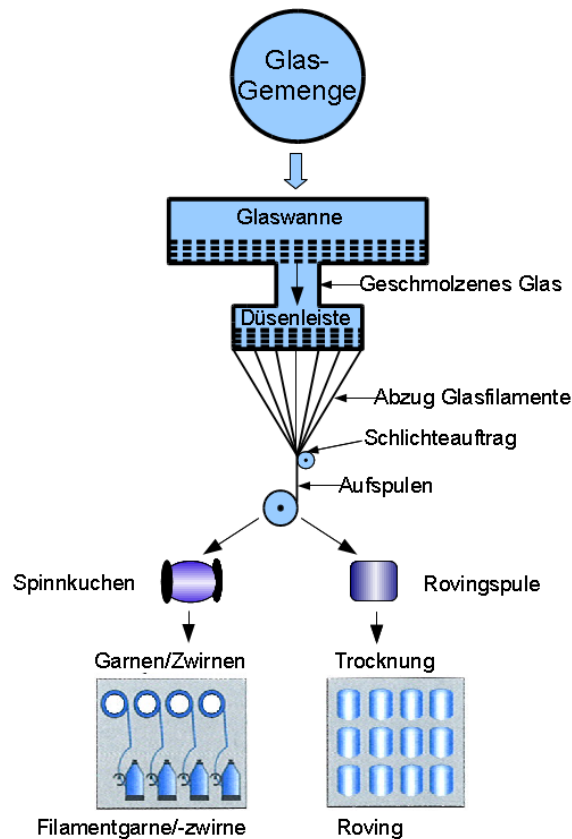 Glas-
Gemenge
Glaswanne
Geschmolzenes Glas
Düsenleiste
Abzug Glasfilamente
Schlichteauftrag
Aufspulen
Spinnkuchen
Rovingspule
Garnen/Zwirnen
Trocknung
Filamentgarne/-zwirne
Roving